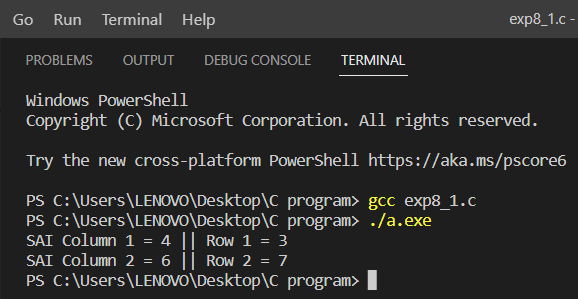 Go Run Terminal Help exp8_1.c -
PROBLEMS OUTPUT DEBUG CONSOLE TERMINAL
Windows PowerShell
Copyright (C) Microsoft Corporation. All rights reserved.
Try the new cross-platform PowerShell https://aka.ms/pscore6
PS C:\Users\LENOVO\Desktop\C program> gcc exp8_1.c
PS C:\Users\LENOVO\Desktop\C program> ./a.exe
SAI Column 1 = 4 || Row 1 = 3
SAI Column 2 = 6 || Row 2 = 7
PS C:\Users\LENOVO\Desktop\C program>